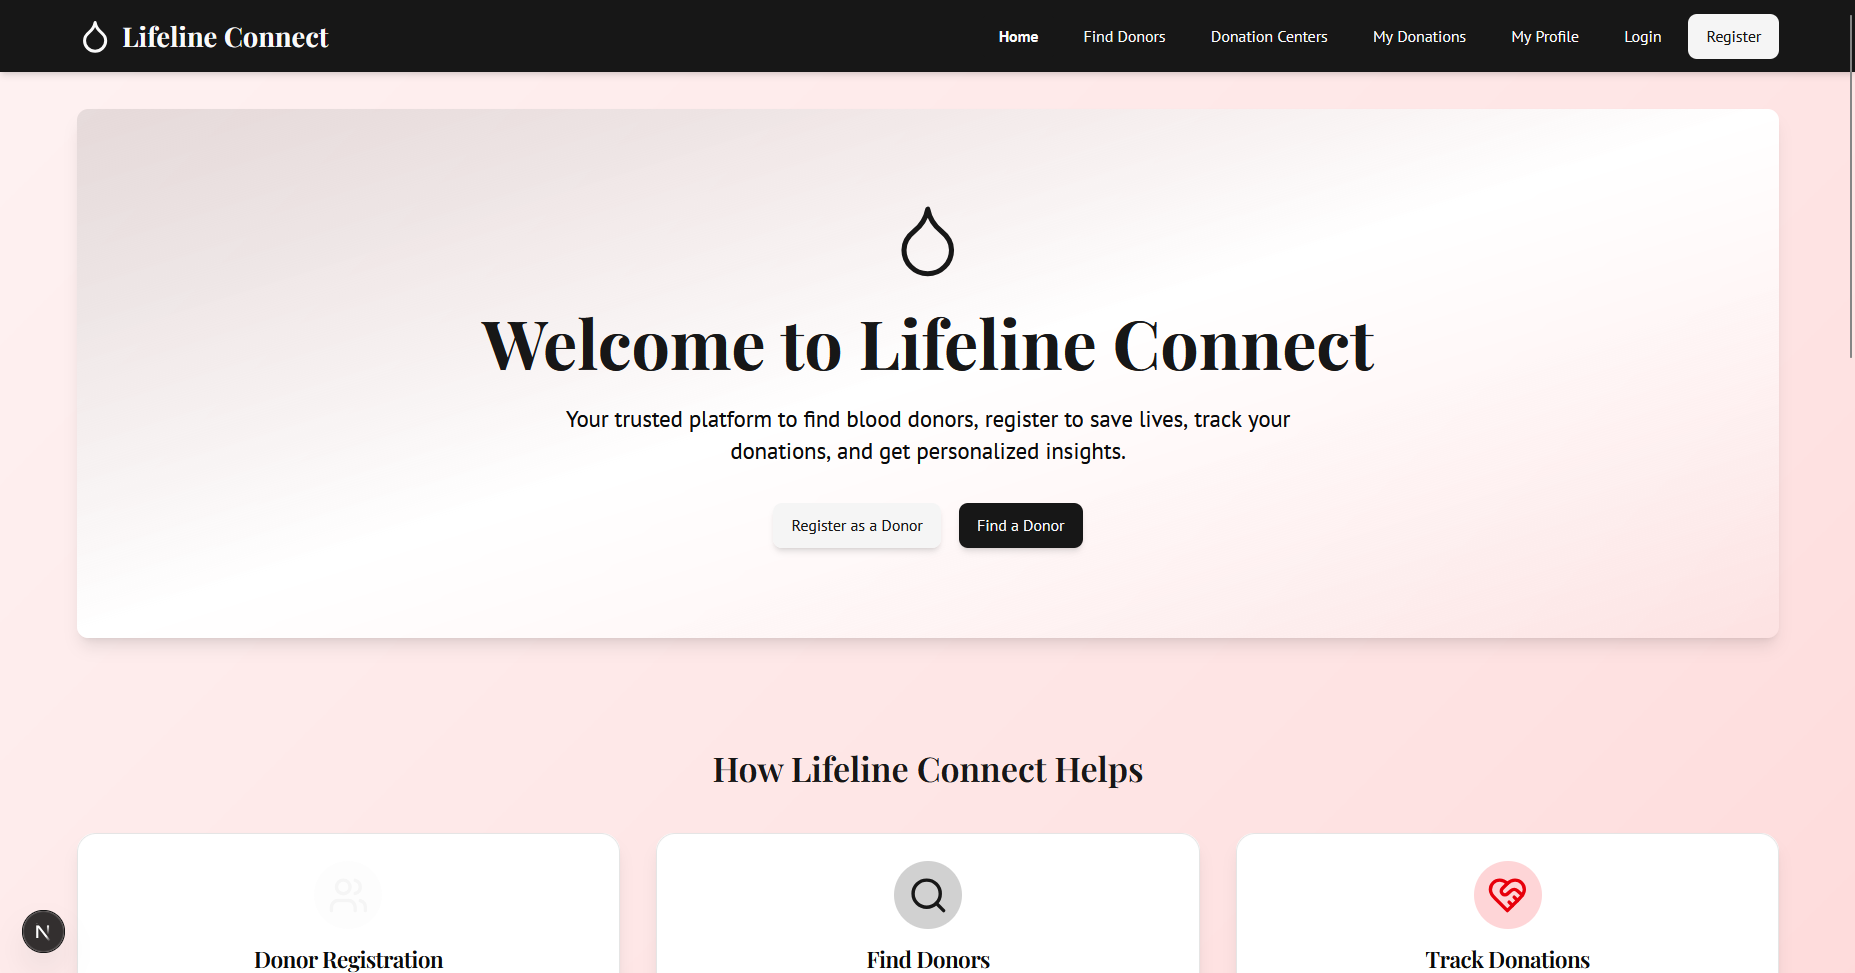 Lifeline Connect
Home
Find Donors
Donation Centers
My Donations
My Profile
Login
Register
Welcome to Lifeline Connect
Your trusted platform to find blood donors, register to save lives, track your
donations, and get personalized insights.
Register as a Donor
Find a Donor
How Lifeline Connect Helps
Donor Registration
Find Donors
Track Donations
N